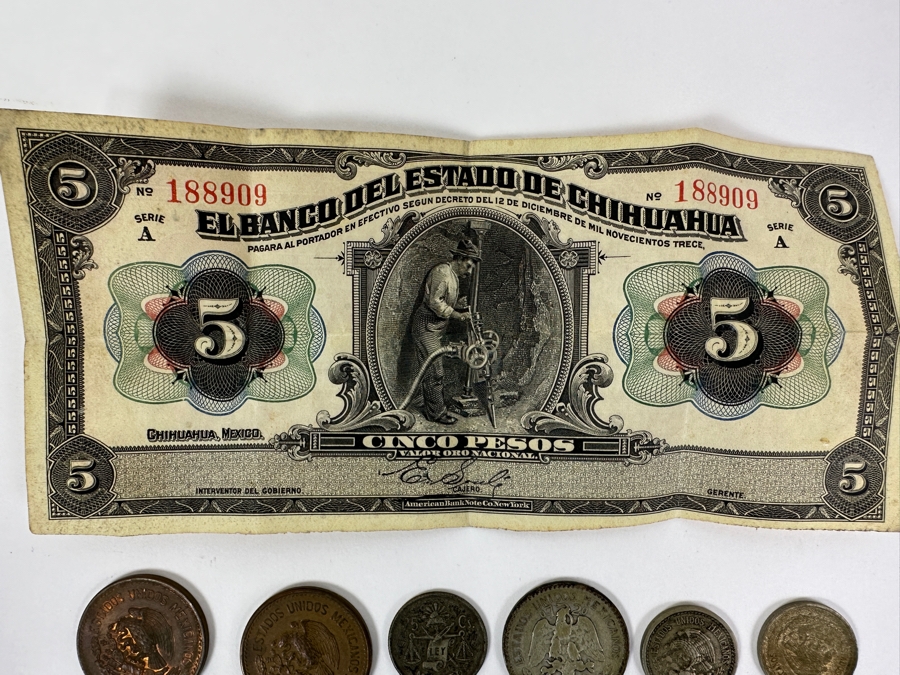 5
Nº 188909
Nº 188909
5
SERIE
A
EL BANCO DEL ESTADO DE CHIHUAHUA
SERIE
A
PAGARA AL PORTADOR EN EFECTIVO SEGUN DECRETO DEL 12 DE DICIEMBRE DE MIL NOVECIENTOS TRECE,
5
5
CHIHUAHUA, MEXICO.
CINCO PESOS
VALOR ORO NACIONAL.
5
INTERVENTOR DEL GOBIERNO.
CAJERO
GERENTE
5
American Bank Note Co. New York
ESTADOS UNIDOS MEXICANOS
LEY